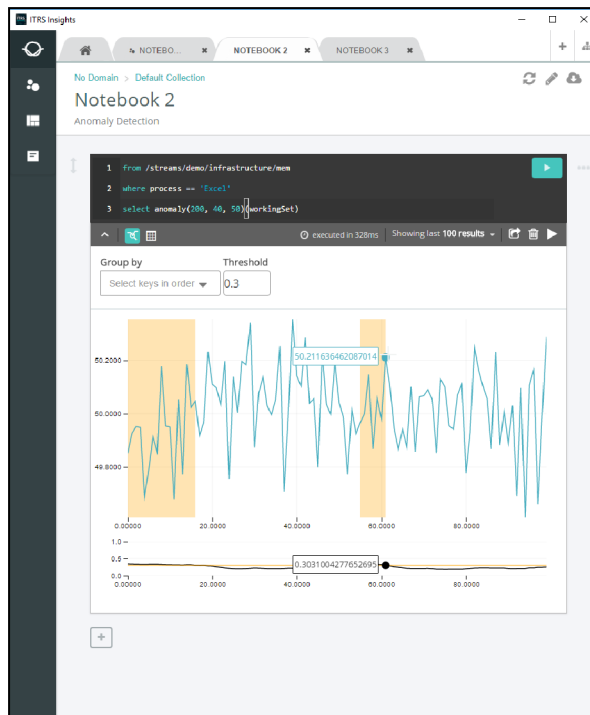 ITRS Insights
NOTEBO...
NOTEBOOK 2
NOTEBOOK 3
No Domain > Default Collection
Notebook 2
Anomaly Detection
1 from /streams/demo/infrastructure/mem
2 where process == "Excel"
3 select anomaly(200, 40, 50)(workingSet)
executed in 328ms Showing last 100 results
Group by Threshold
Select keys in order 0.3
50.2000
50.211636462087014
50.0000
49.8000
0.00000 20.0000 40.0000 60.0000 80.0000
1.0
0.5
0.3031004277652695
0.0
0.00000 20.0000 40.0000 60.0000 80.0000